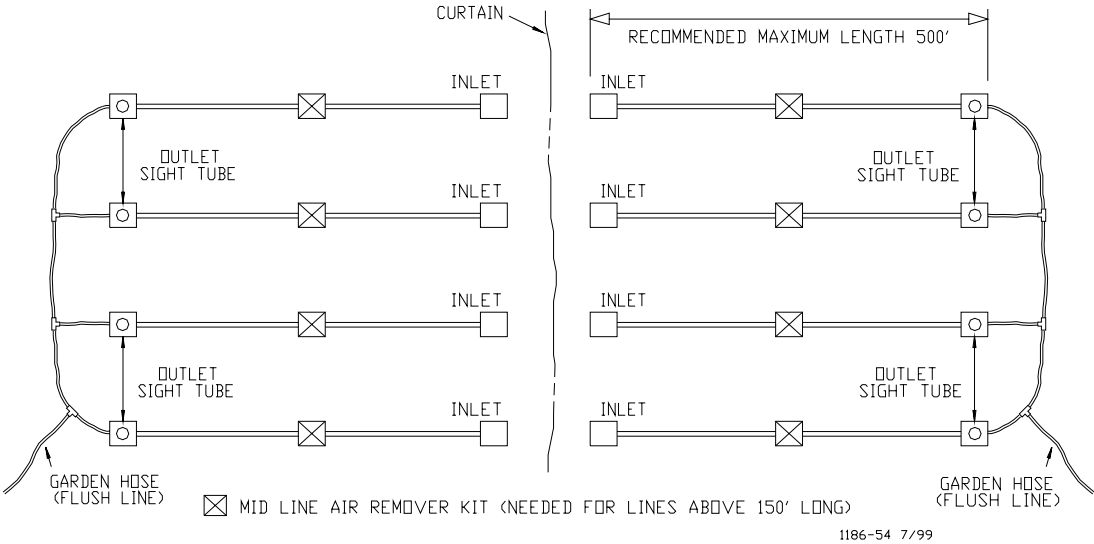 CURTAIN
RECOMMENDED MAXIMUM LENGTH 500'
INLET
INLET
OUTLET
SIGHT TUBE
OUTLET
SIGHT TUBE
INLET
INLET
INLET
INLET
OUTLET
SIGHT TUBE
OUTLET
SIGHT TUBE
INLET
INLET
GARDEN HOSE
(FLUSH LINE)
GARDEN HOSE
(FLUSH LINE)
MID LINE AIR REMOVER KIT (NEEDED FOR LINES ABOVE 150' LONG)
1186-54 7/99